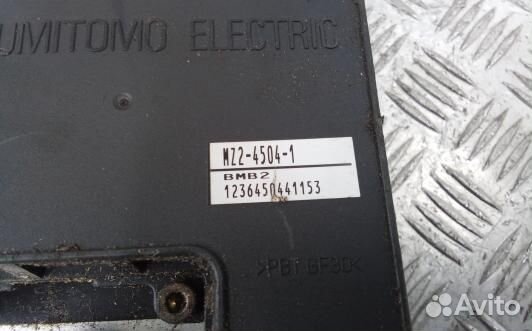 UMITOMO ELECTRIC
MZ2-4504-1
BMB2
1236450441153
>PBT GF30<
Avito